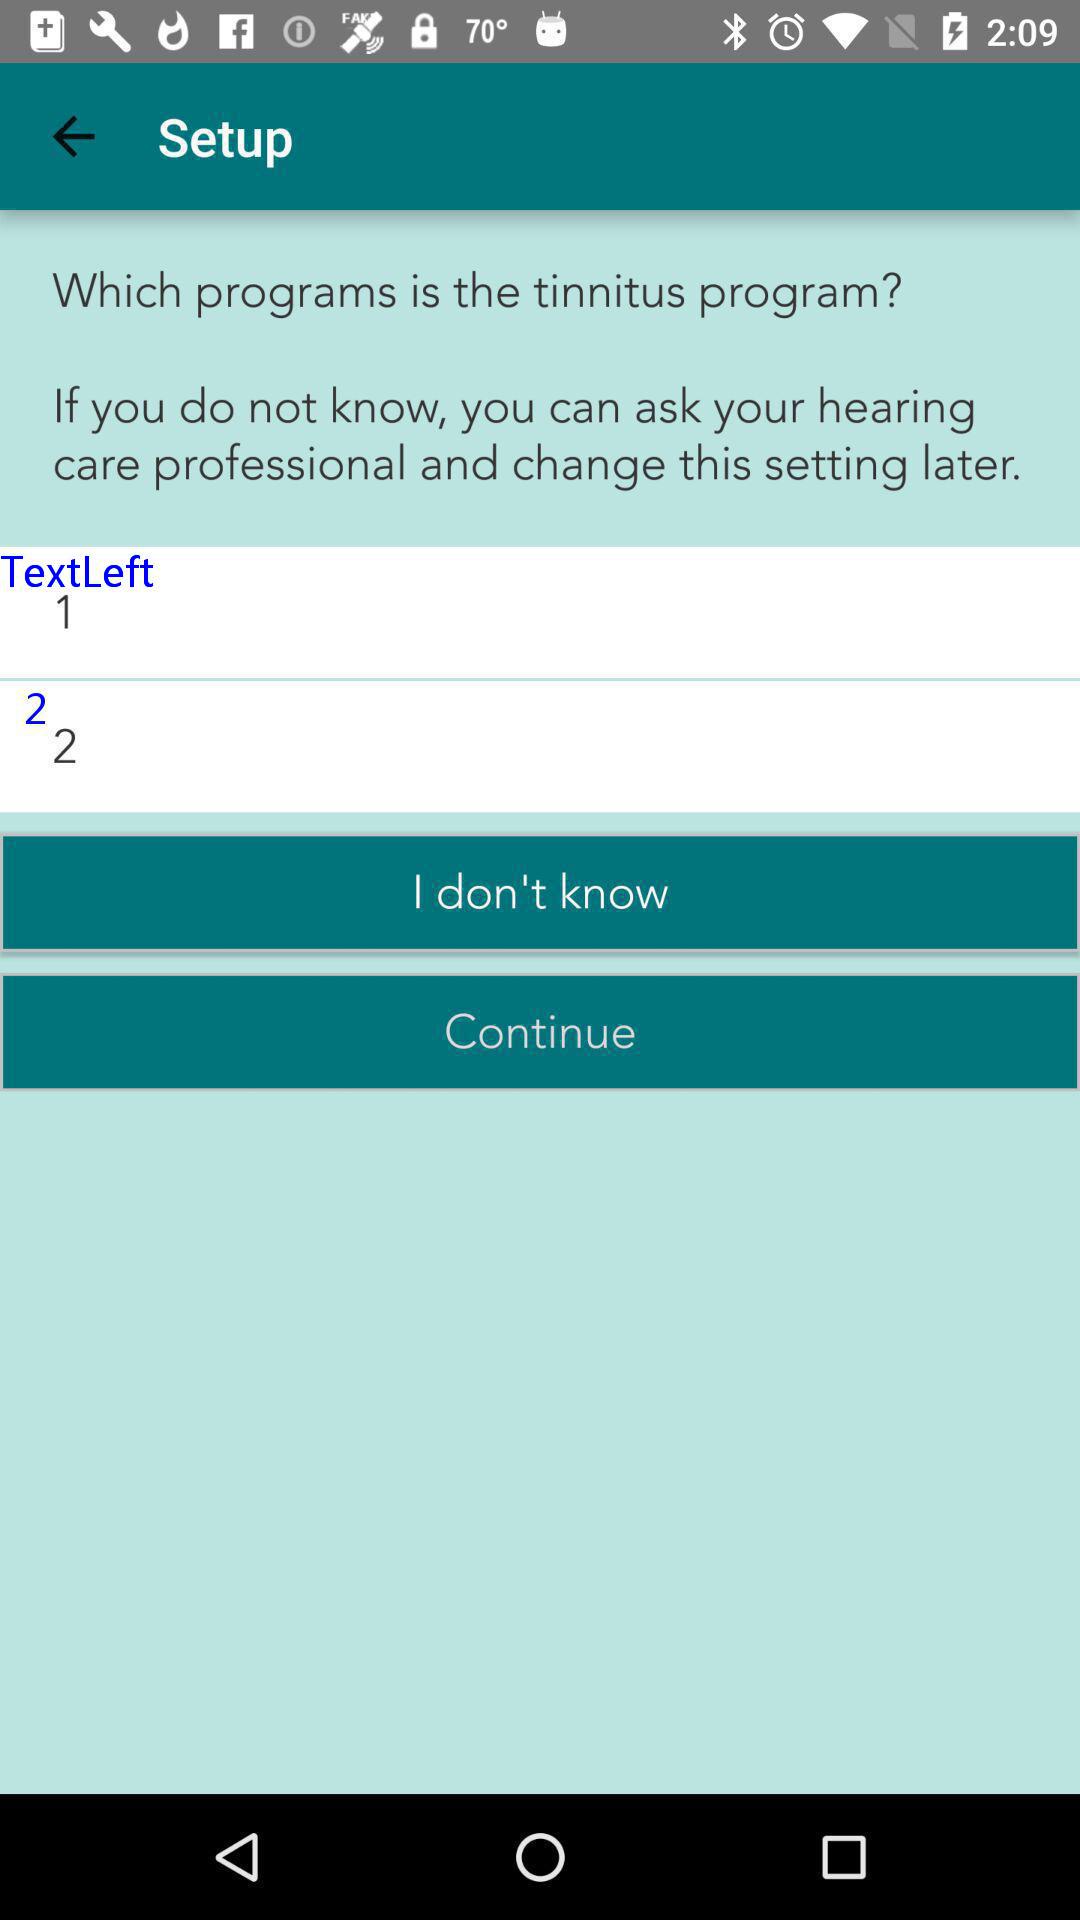 FAKE 70° 2:09
Setup
Which programs is the tinnitus program?
If you do not know, you can ask your hearing
care professional and change this setting later.
TextLeft
1
2
2
I don't know
Continue